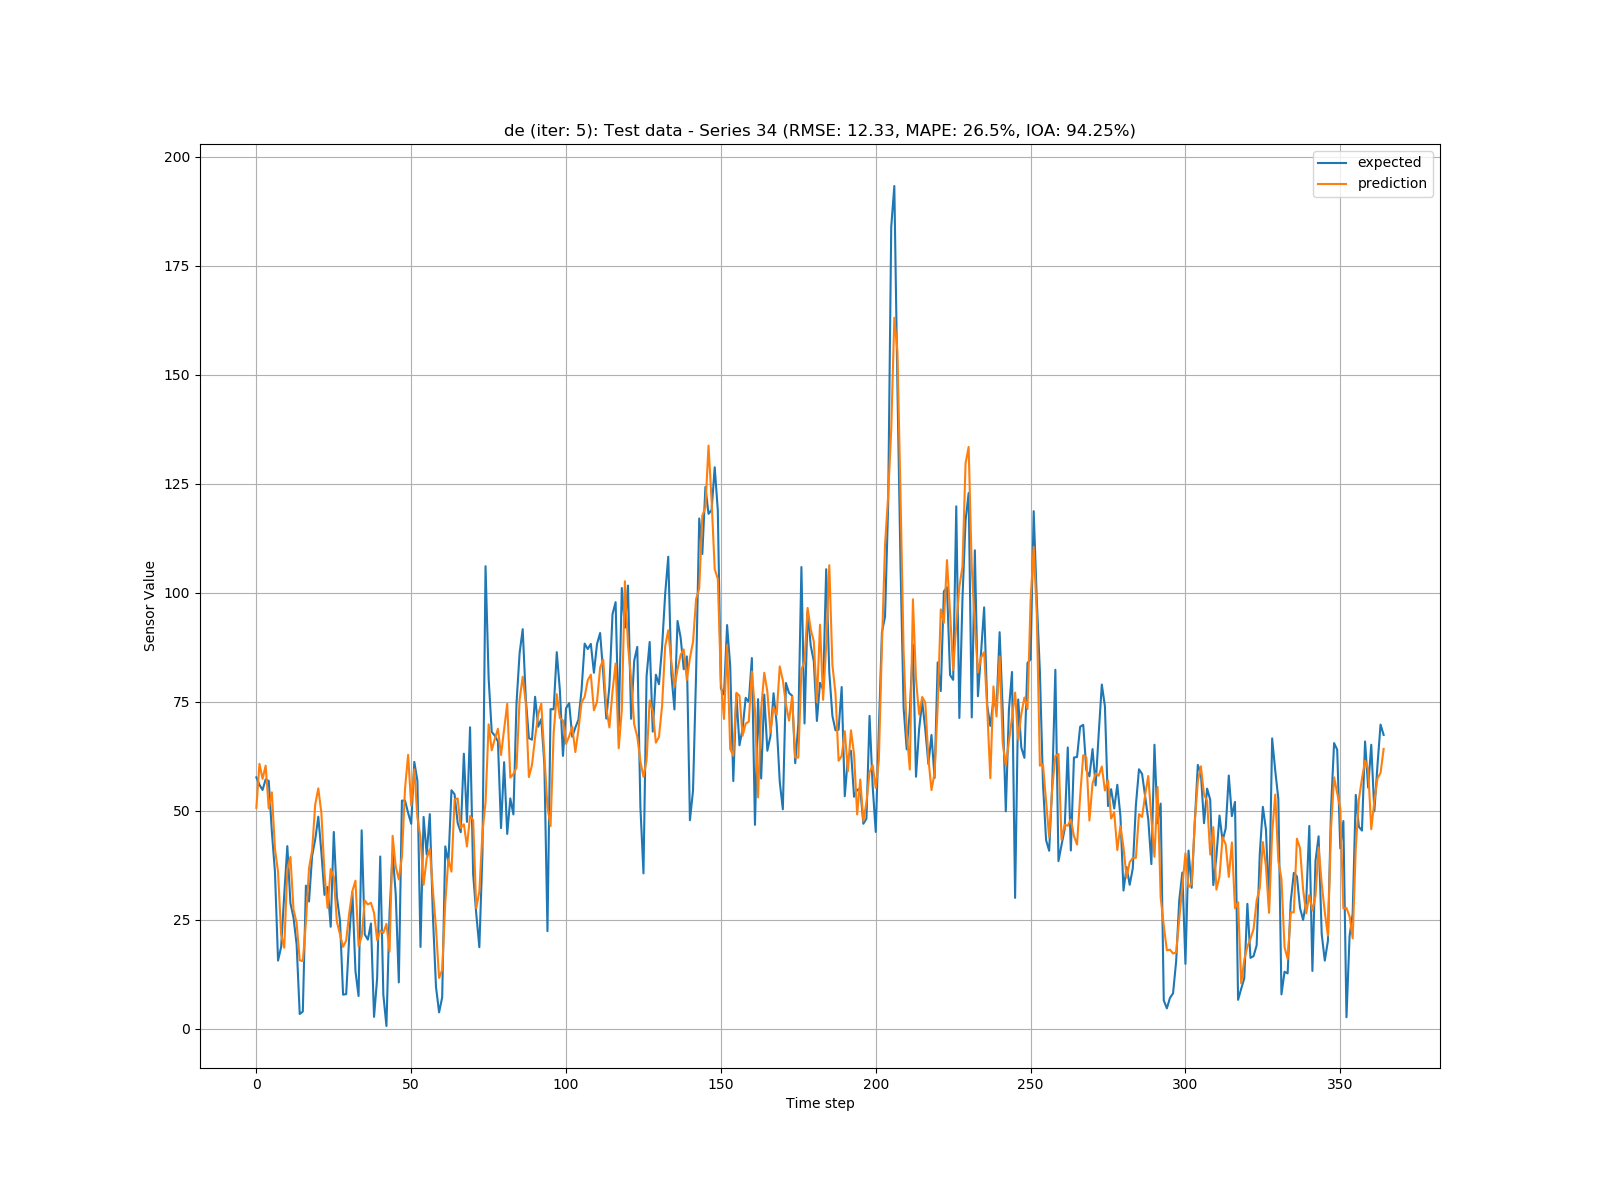 de (iter: 5): Test data - Series 34 (RMSE: 12.33, MAPE: 26.5%, IOA: 94.25%)
expected
prediction
200
175
150
125
100
75
50
25
0
Sensor Value
0 50 100 150 200 250 300 350
Time step